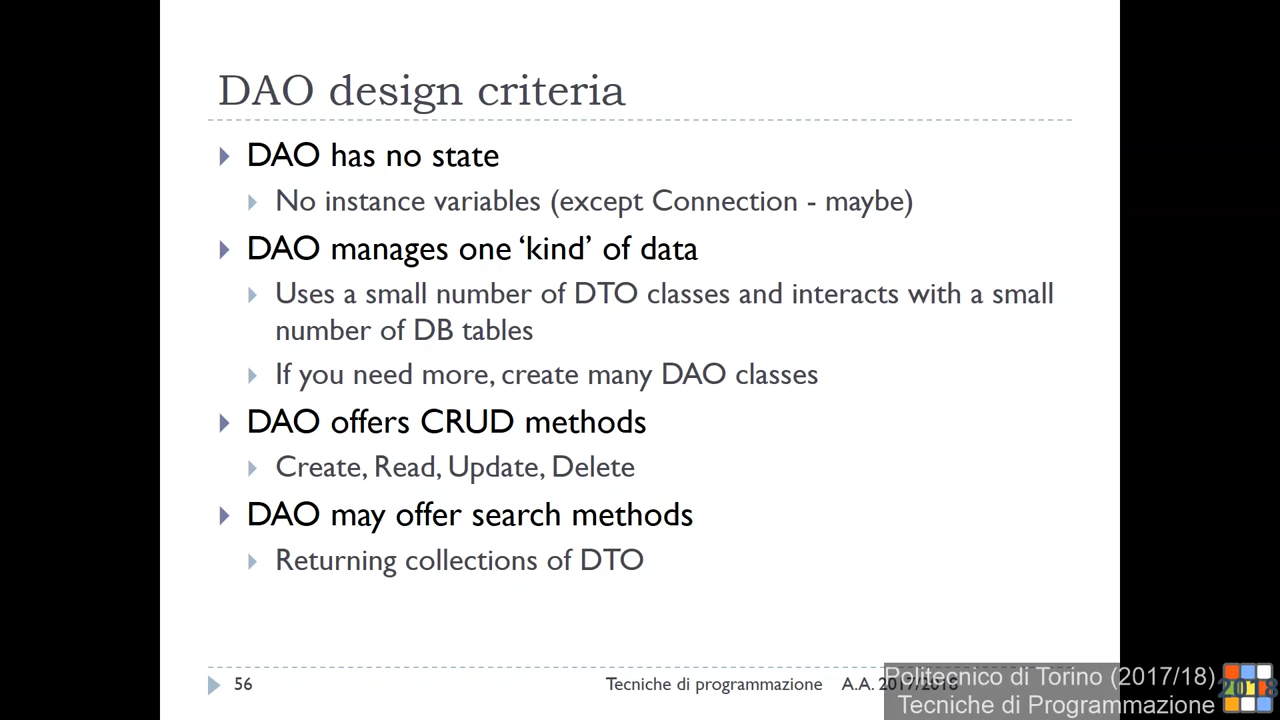 DAO design criteria
DAO has no state
No instance variables (except Connection - maybe)
DAO manages one ‘kind’ of data
Uses a small number of DTO classes and interacts with a small
number of DB tables
If you need more, create many DAO classes
DAO offers CRUD methods
Create, Read, Update, Delete
DAO may offer search methods
Returning collections of DTO
56 Tecniche di programmazione A.A. 2017/2018
Politecnico di Torino (2017/18)
Tecniche di Programmazione
2018